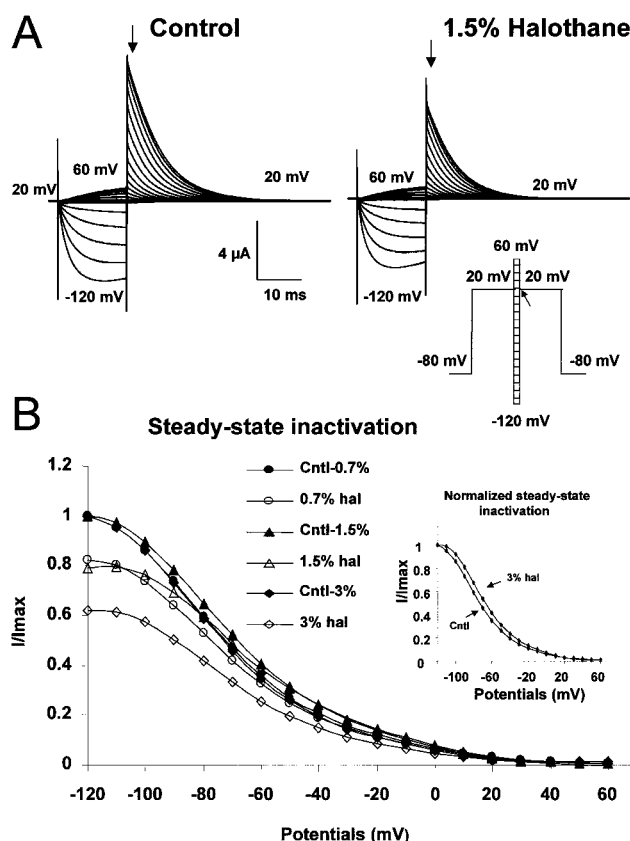 A
Control
1.5% Halothane
60 mV
20 mV
20 mV
4 µA
10 ms
-120 mV
60 mV
20 mV
-120 mV
60 mV
20 mV 20 mV
-80 mV
-80 mV
-120 mV
B
Steady-state inactivation
1.2
1
0.8
0.6
0.4
0.2
0
I/Imax
-120 -100 -80 -60 -40 -20 0 20 40 60
Potentials (mV)
Cntl-0.7%
0.7% hal
Cntl-1.5%
1.5% hal
Cntl-3%
3% hal
Normalized steady-state
inactivation
1
0.8
0.6
0.4
0.2
0
I/Imax
3% hal
Cntl
-100 -60 -20 20 60
Potentials (mV)